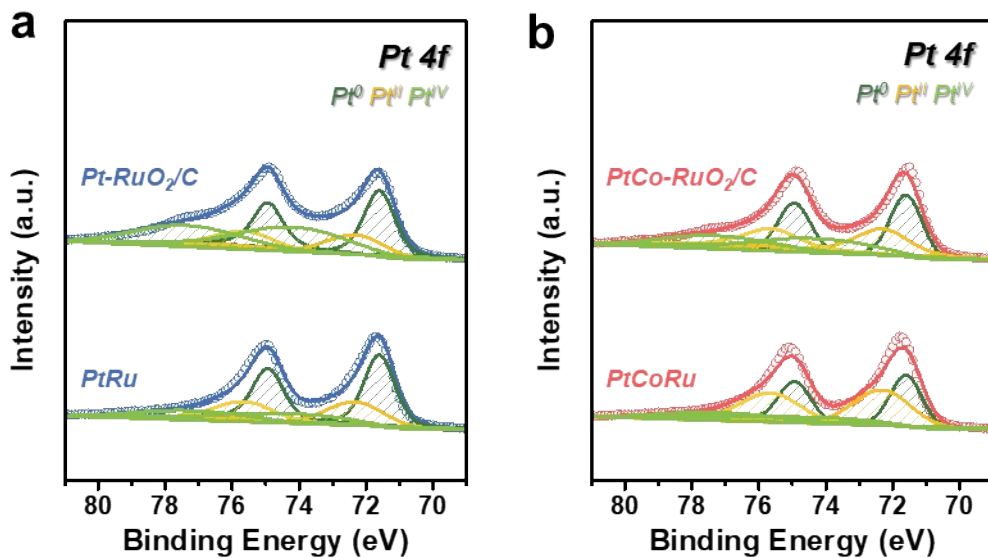 a
Pt 4f
Pt⁰ Ptᴵᴵ Ptᴵⱽ
Pt-RuO₂/C
PtRu
Intensity (a.u.)
80 78 76 74 72 70
Binding Energy (eV)
b
Pt 4f
Pt⁰ Ptᴵᴵ Ptᴵⱽ
PtCo-RuO₂/C
PtCoRu
Intensity (a.u.)
80 78 76 74 72 70
Binding Energy (eV)